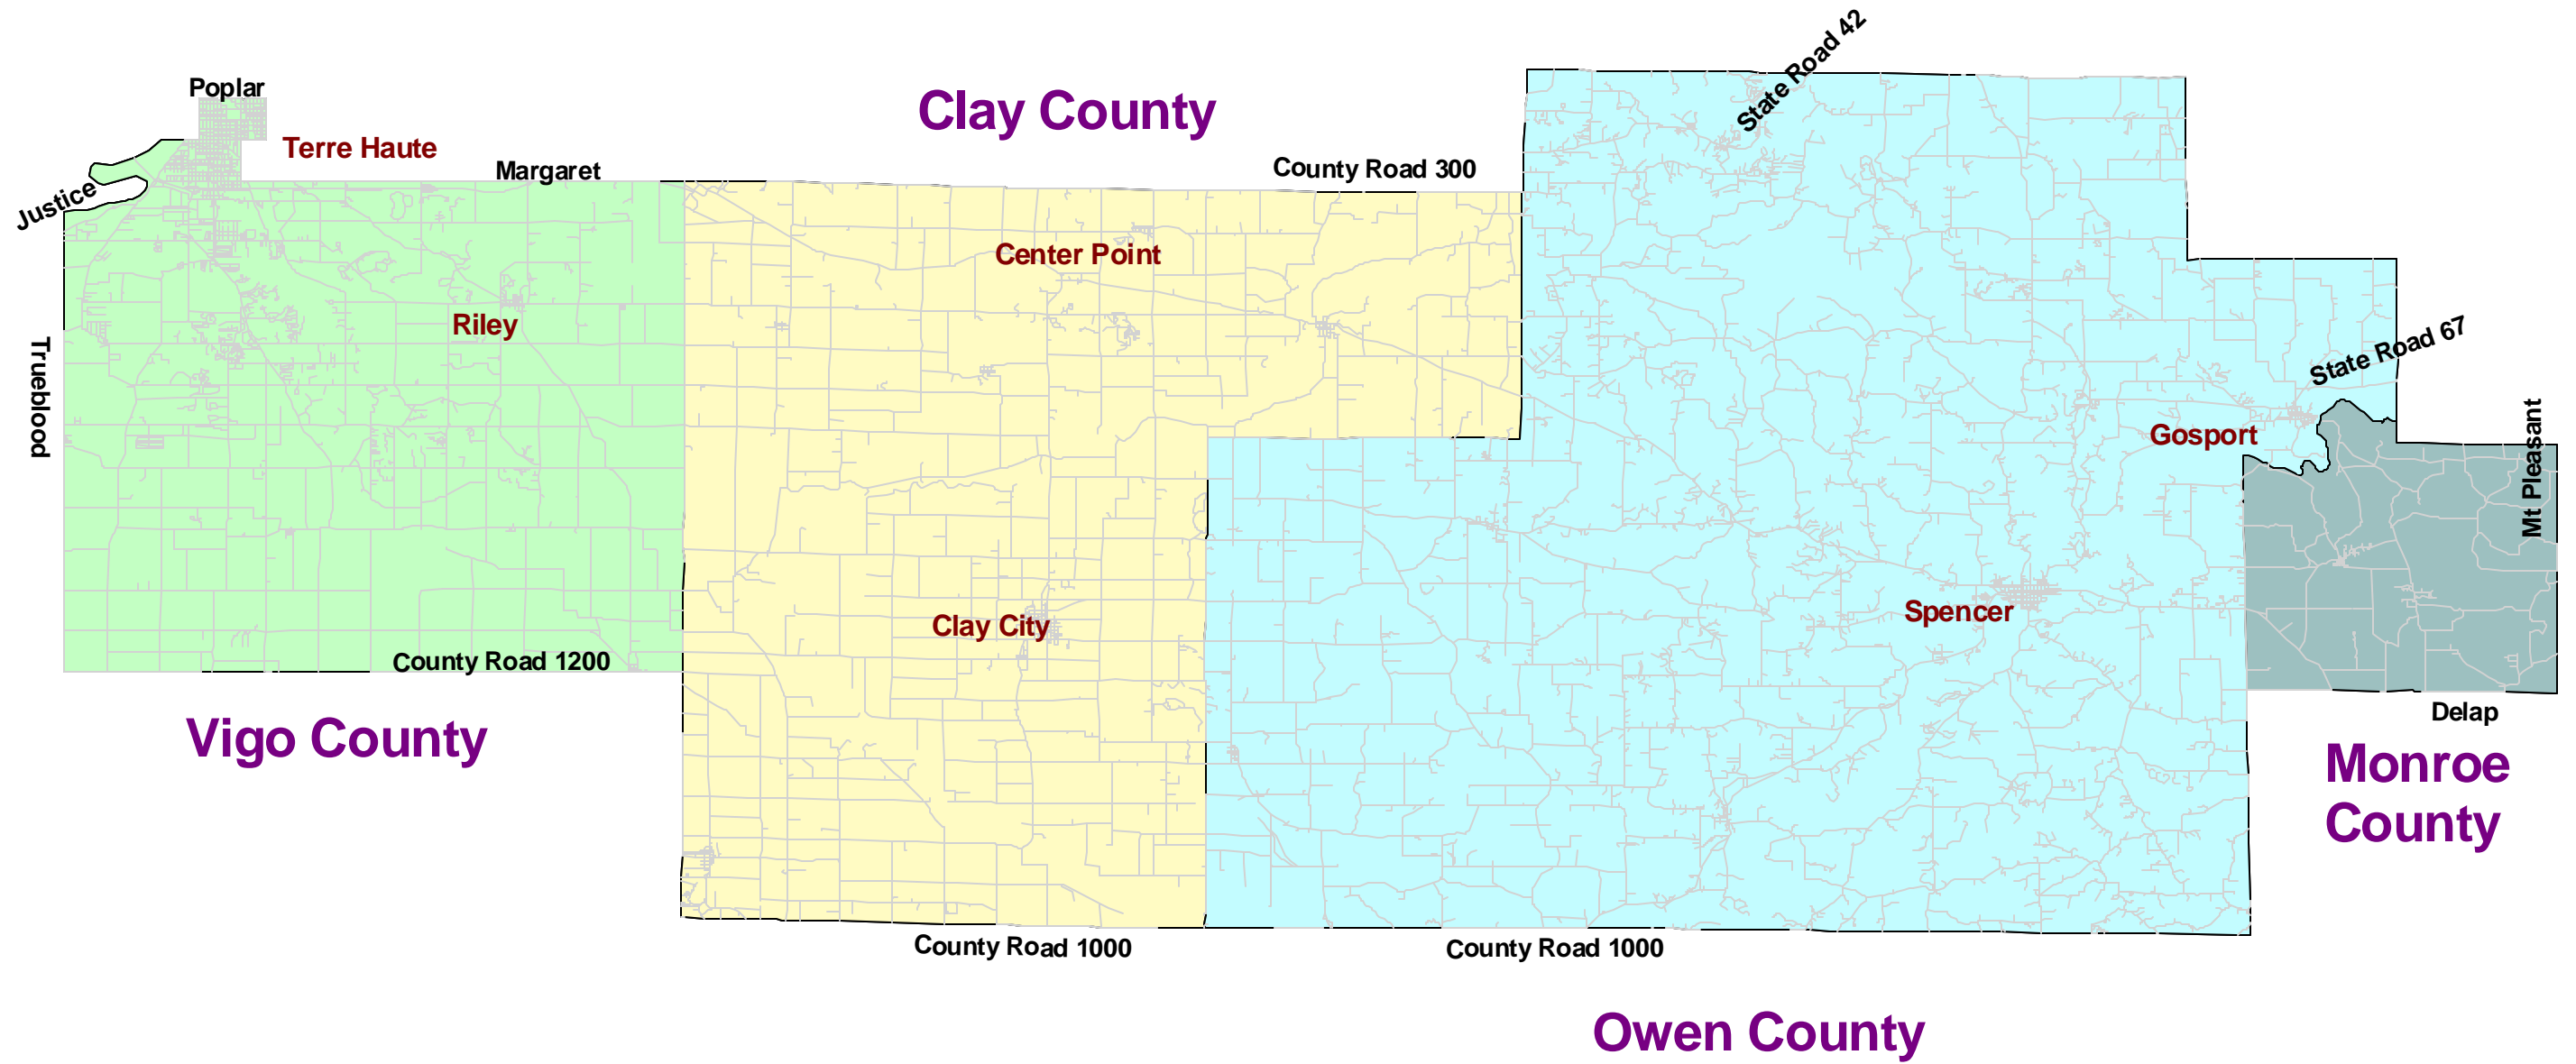 State Road 42
Poplar
Clay County
Terre Haute
Margaret
County Road 300
Justice
Center Point
Riley
Trueblood
State Road 67
Gosport
Mt Pleasant
Spencer
Clay City
County Road 1200
Delap
Vigo County
Monroe
County
County Road 1000
County Road 1000
Owen County